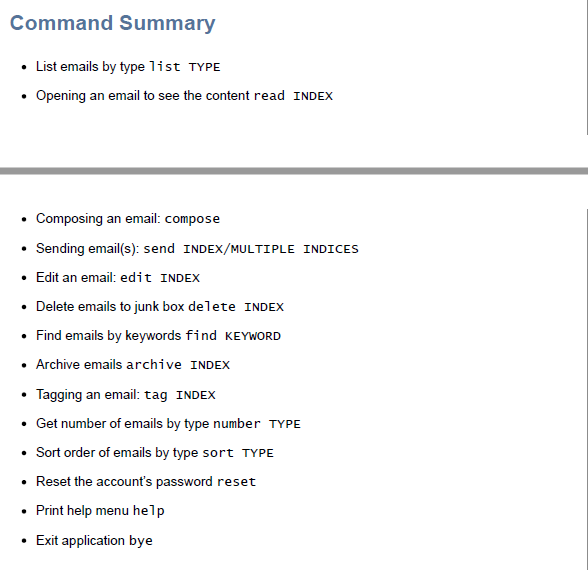 Command Summary
• List emails by type list TYPE
• Opening an email to see the content read INDEX
• Composing an email: compose
• Sending email(s): send INDEX/MULTIPLE INDICES
• Edit an email: edit INDEX
• Delete emails to junk box delete INDEX
• Find emails by keywords find KEYWORD
• Archive emails archive INDEX
• Tagging an email: tag INDEX
• Get number of emails by type number TYPE
• Sort order of emails by type sort TYPE
• Reset the account's password reset
• Print help menu help
• Exit application bye